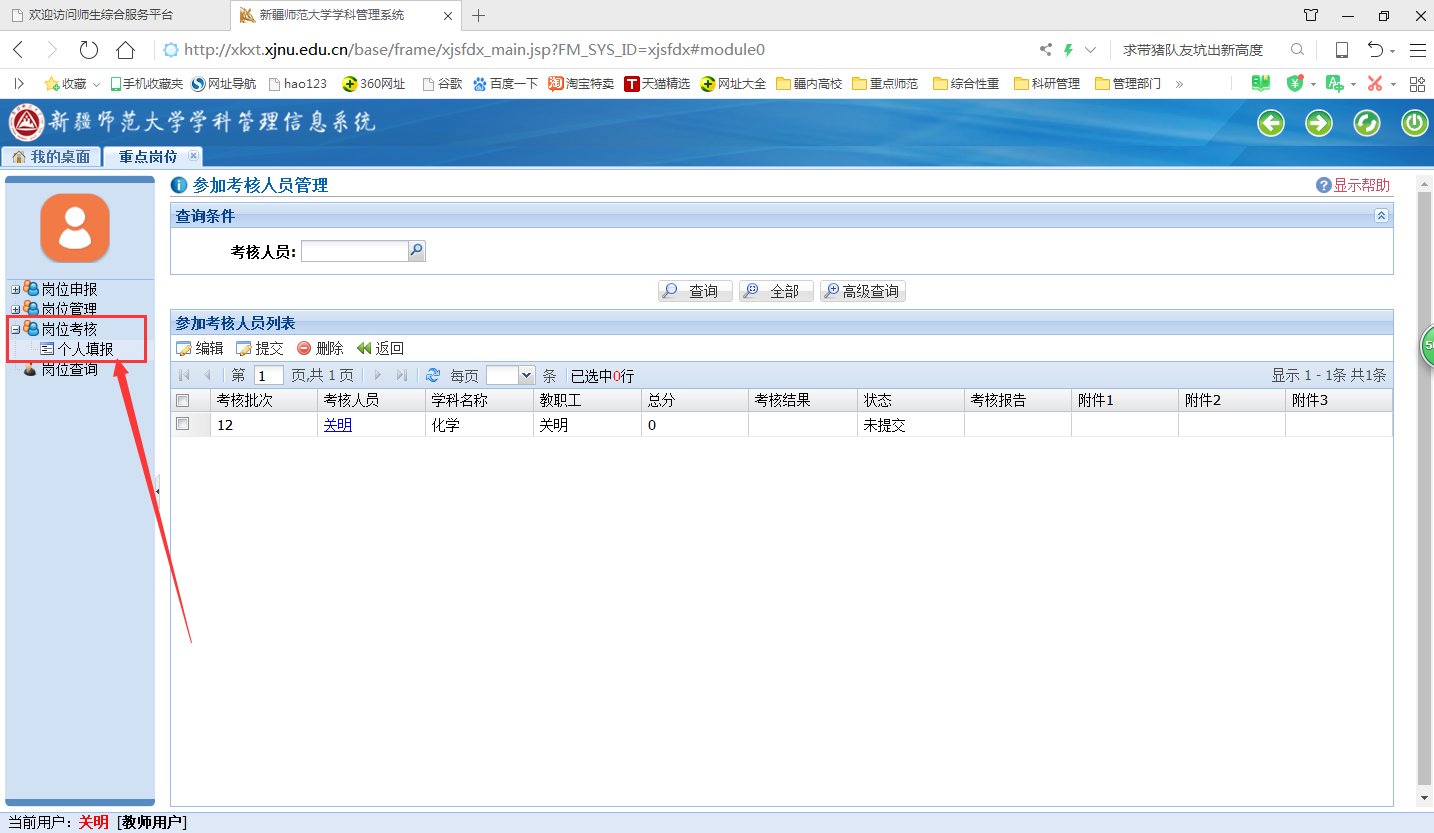 欢迎访问师生综合服务平台 新疆师范大学学科管理系统
http://xkxt.xjnu.edu.cn/base/frame/xjsfdx_main.jsp?FM_SYS_ID=xjsfdx#module0 求带猪队友坑出新高度
收藏 手机收藏夹 网址导航 hao123 360网址 谷歌 百度一下 淘宝特卖 天猫精选 网址大全 疆内高校 重点师范 综合性重 科研管理 管理部门 »
新疆师范大学学科管理信息系统
我的桌面 重点岗位
参加考核人员管理 显示帮助
查询条件
考核人员:
查询 全部 高级查询
岗位申报
岗位管理
岗位考核
个人填报
岗位查询
参加考核人员列表
编辑 提交 删除 返回
第 1 页,共 1 页 每页 条 已选中0行 显示 1 - 1条 共1条
考核批次 考核人员 学科名称 教职工 总分 考核结果 状态 考核报告 附件1 附件2 附件3
12 关明 化学 关明 0 未提交
当前用户: 关明 [教师用户]